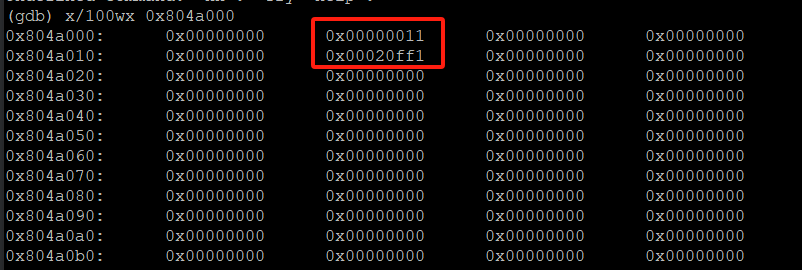 (gdb) x/100wx 0x804a000
0x804a000: 0x00000000 0x00000011 0x00000000 0x00000000
0x804a010: 0x00000000 0x00020ff1 0x00000000 0x00000000
0x804a020: 0x00000000 0x00000000 0x00000000 0x00000000
0x804a030: 0x00000000 0x00000000 0x00000000 0x00000000
0x804a040: 0x00000000 0x00000000 0x00000000 0x00000000
0x804a050: 0x00000000 0x00000000 0x00000000 0x00000000
0x804a060: 0x00000000 0x00000000 0x00000000 0x00000000
0x804a070: 0x00000000 0x00000000 0x00000000 0x00000000
0x804a080: 0x00000000 0x00000000 0x00000000 0x00000000
0x804a090: 0x00000000 0x00000000 0x00000000 0x00000000
0x804a0a0: 0x00000000 0x00000000 0x00000000 0x00000000
0x804a0b0: 0x00000000 0x00000000 0x00000000 0x00000000